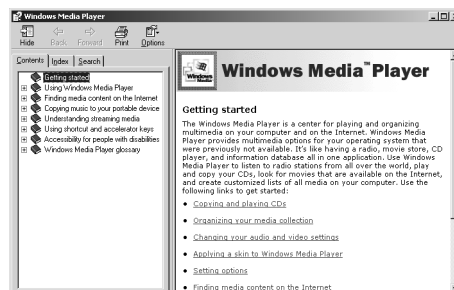 Windows Media Player
Hide Back Forward Print Options
Contents Index Search
Getting started
Using Windows Media Player
Finding media content on the Internet
Copying music to your portable device
Understanding streaming media
Using shortcut and accelerator keys
Accessibility for people with disabilities
Windows Media Player glossary
Windows Media™ Player
Getting started
The Windows Media Player is a center for playing and organizing
multimedia on your computer and on the Internet. Windows Media
Player provides multimedia options for your operating system that
were previously not available. It's like having a radio, movie store, CD
player, and information database all in one application. Use Windows
Media Player to listen to radio stations from all over the world, play
and copy your CDs, look for movies that are available on the Internet,
and create customized lists of all media on your computer. Use the
following links to get started:
• Copying and playing CDs
• Organizing your media collection
• Changing your audio and video settings
• Applying a skin to Windows Media Player
• Setting options
• Finding media content on the Internet